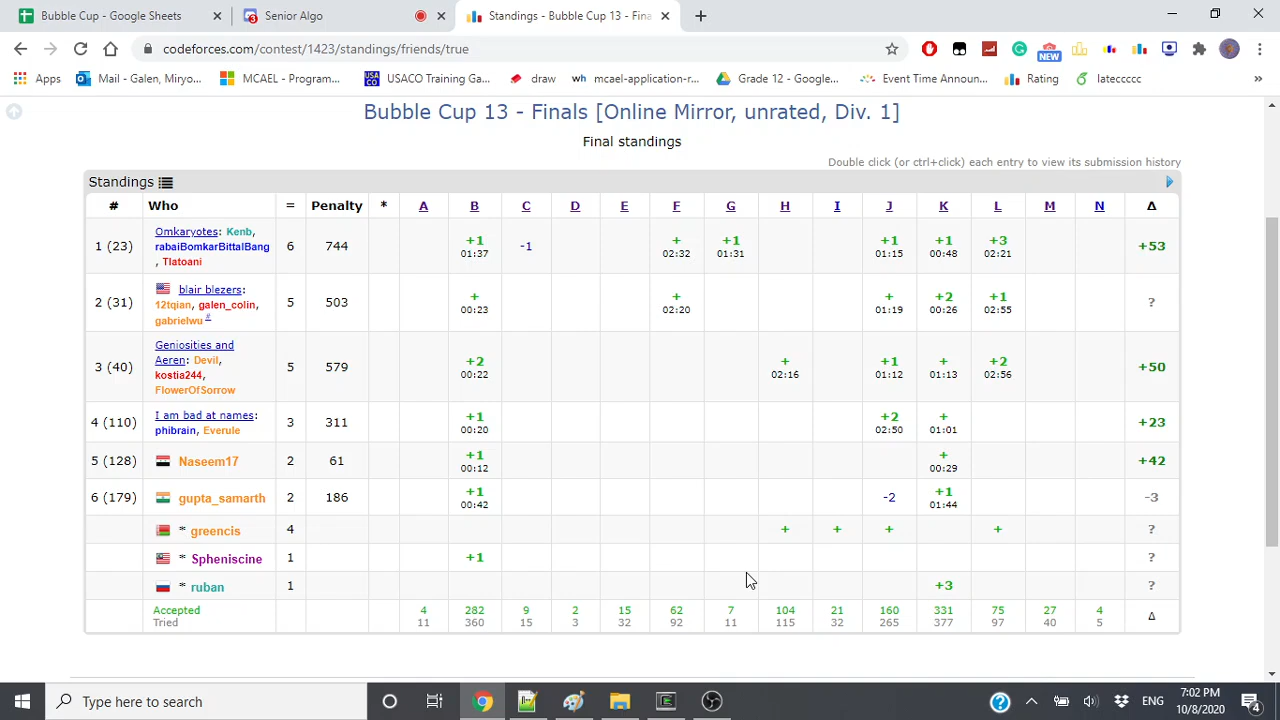 Bubble Cup - Google Sheets
Senior Algo
Standings - Bubble Cup 13 - Fina
codeforces.com/contest/1423/standings/friends/true
NEW
Apps
Mail - Galen, Miryo...
MCAEL - Program...
USACO Training Ga...
draw
wh mcael-application-r...
Grade 12 - Google...
Event Time Announ...
Rating
lateccccc
»
Bubble Cup 13 - Finals [Online Mirror, unrated, Div. 1]
Final standings
Double click (or ctrl+click) each entry to view its submission history
Standings
# Who = Penalty * A B C D E F G H I J K L M N Δ
1 (23) Omkaryotes: Kenb, rabaiBomkarBittalBang, Tlatoani 6 744 +1 01:37 -1 + 02:32 +1 01:31 +1 01:15 +1 00:48 +3 02:21 +53
2 (31) blair blezers: 12tqian, galen_colin, gabrielwu # 5 503 + 00:23 + 02:20 + 01:19 +2 00:26 +1 02:55 ?
3 (40) Geniosities and Aeren: Devil, kostia244, FlowerOfSorrow 5 579 +2 00:22 + 02:16 +1 01:12 + 01:13 +2 02:56 +50
4 (110) I am bad at names: phibrain, Everule 3 311 +1 00:20 +2 02:50 + 01:01 +23
5 (128) Naseem17 2 61 +1 00:12 + 00:29 +42
6 (179) gupta_samarth 2 186 +1 00:42 -2 +1 01:44 -3
* greencis 4 + + + + ?
* Spheniscine 1 +1 ?
* ruban 1 +3 ?
Accepted 4 282 9 2 15 62 7 104 21 160 331 75 27 4 Δ
Tried 11 360 15 3 32 92 11 115 32 265 377 97 40 5
Type here to search
ENG
7:02 PM
10/8/2020
4